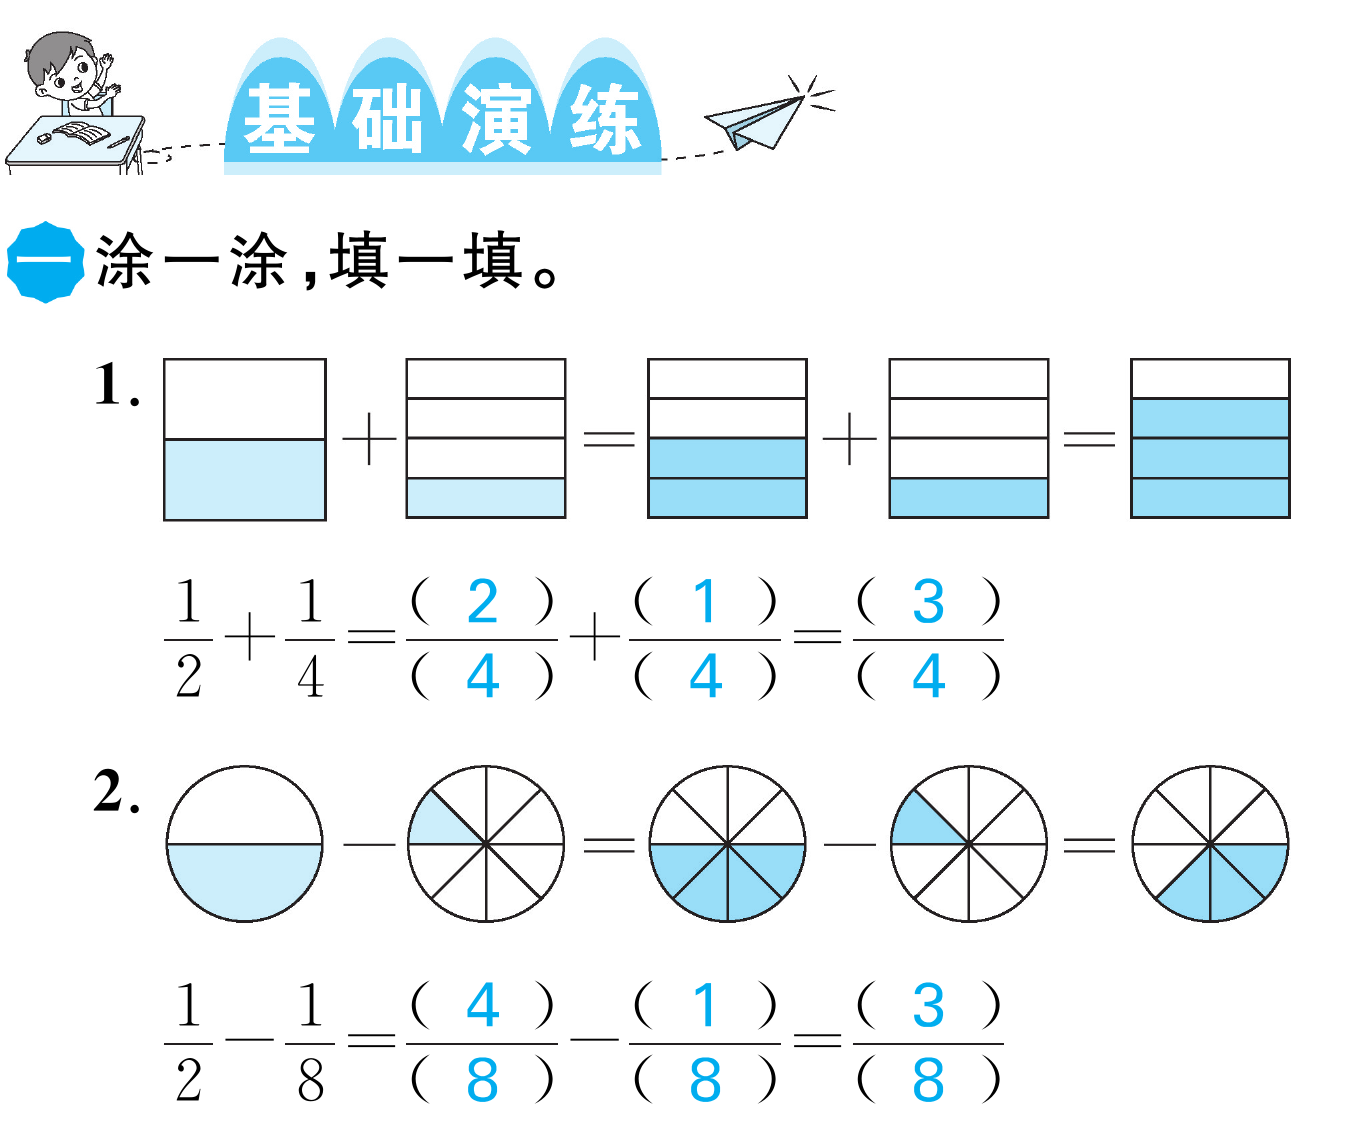 基础演练
一 涂一涂,填一填。
1.
+ = + =
1/2 + 1/4 = ( 2 )/( 4 ) + ( 1 )/( 4 ) = ( 3 )/( 4 )
2.
− = − =
1/2 − 1/8 = ( 4 )/( 8 ) − ( 1 )/( 8 ) = ( 3 )/( 8 )